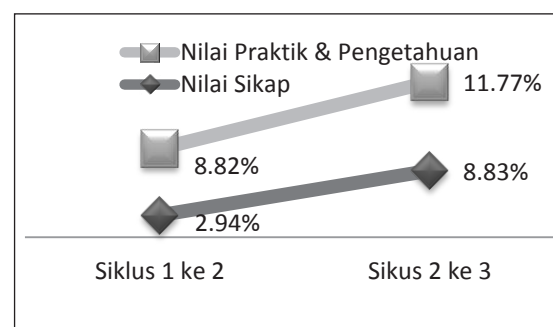 Nilai Praktik & Pengetahuan
Nilai Sikap
11.77%
8.82%
8.83%
2.94%
Siklus 1 ke 2
Sikus 2 ke 3